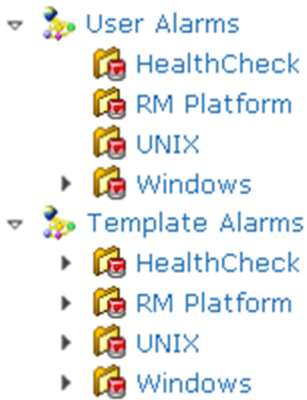 User Alarms
HealthCheck
RM Platform
UNIX
Windows
Template Alarms
HealthCheck
RM Platform
UNIX
Windows